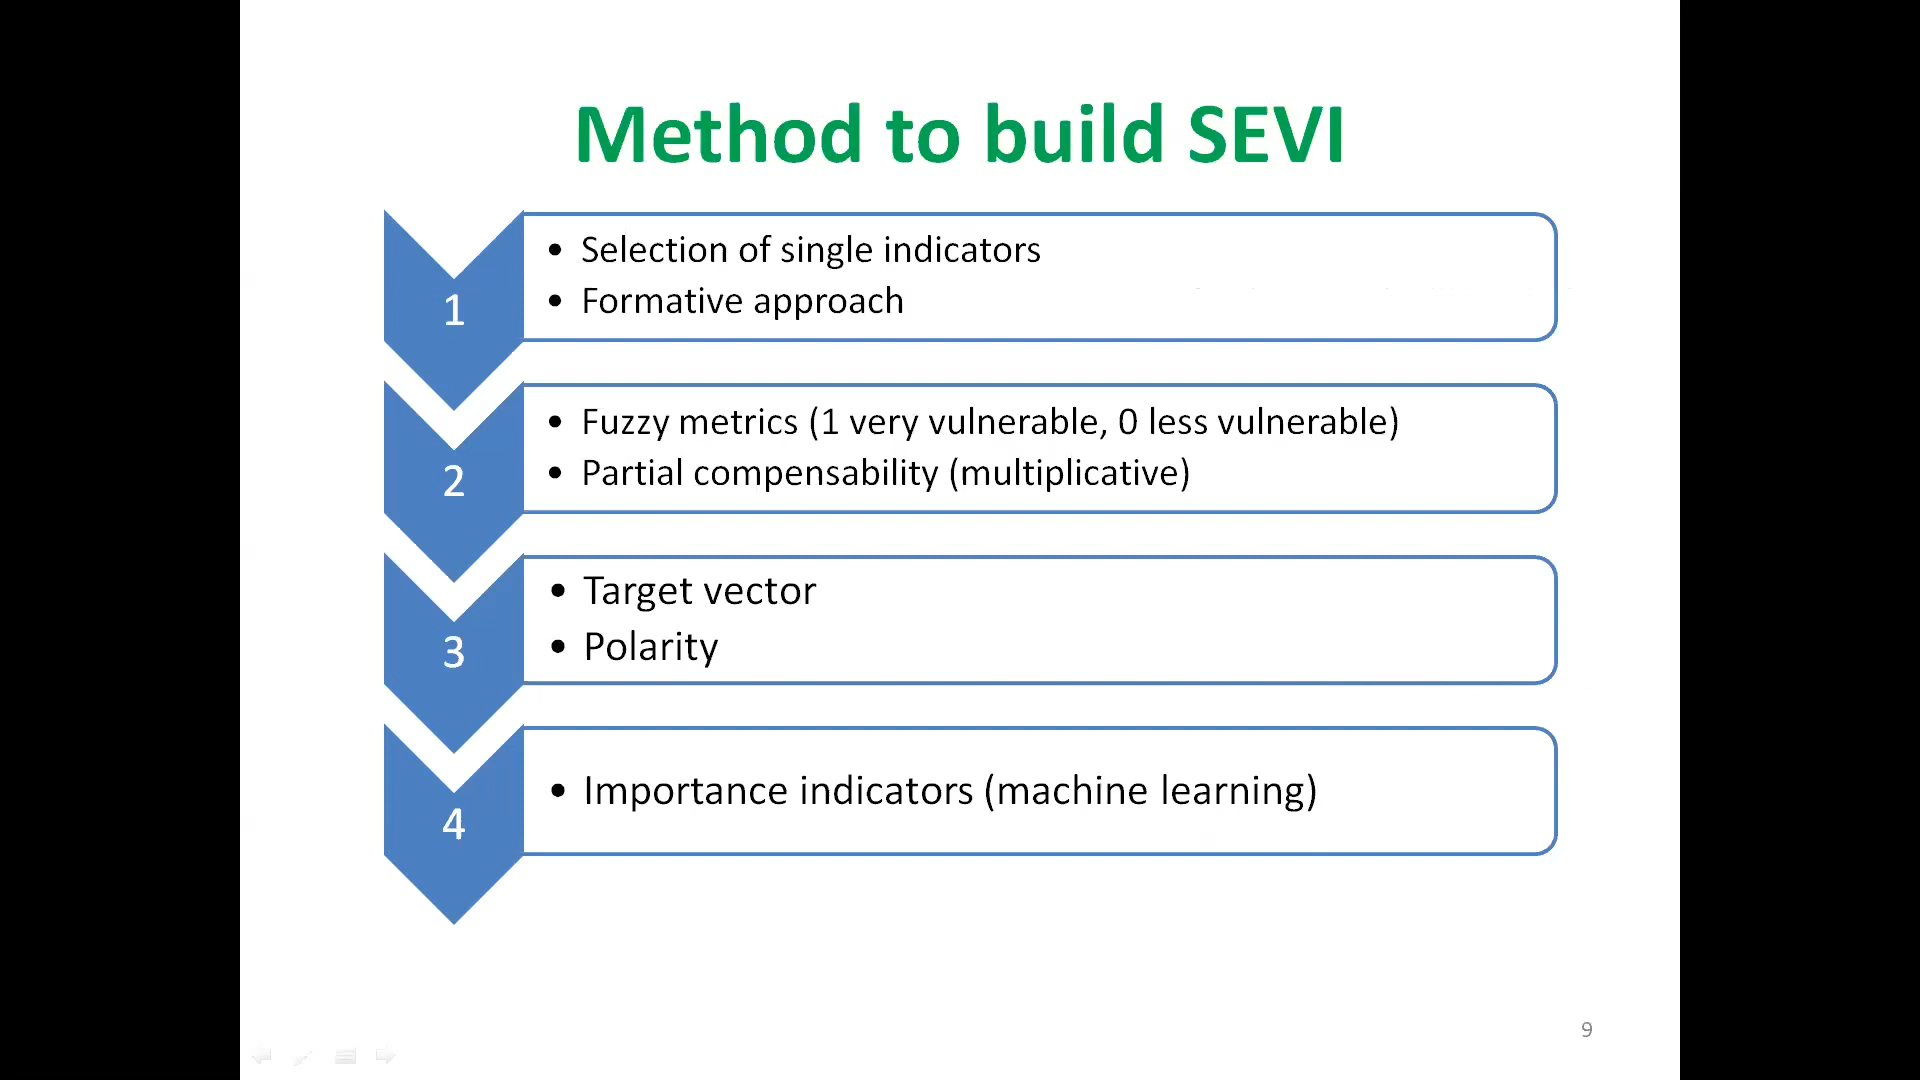 Method to build SEVI
1
• Selection of single indicators
• Formative approach
2
• Fuzzy metrics (1 very vulnerable, 0 less vulnerable)
• Partial compensability (multiplicative)
3
• Target vector
• Polarity
4
• Importance indicators (machine learning)
9